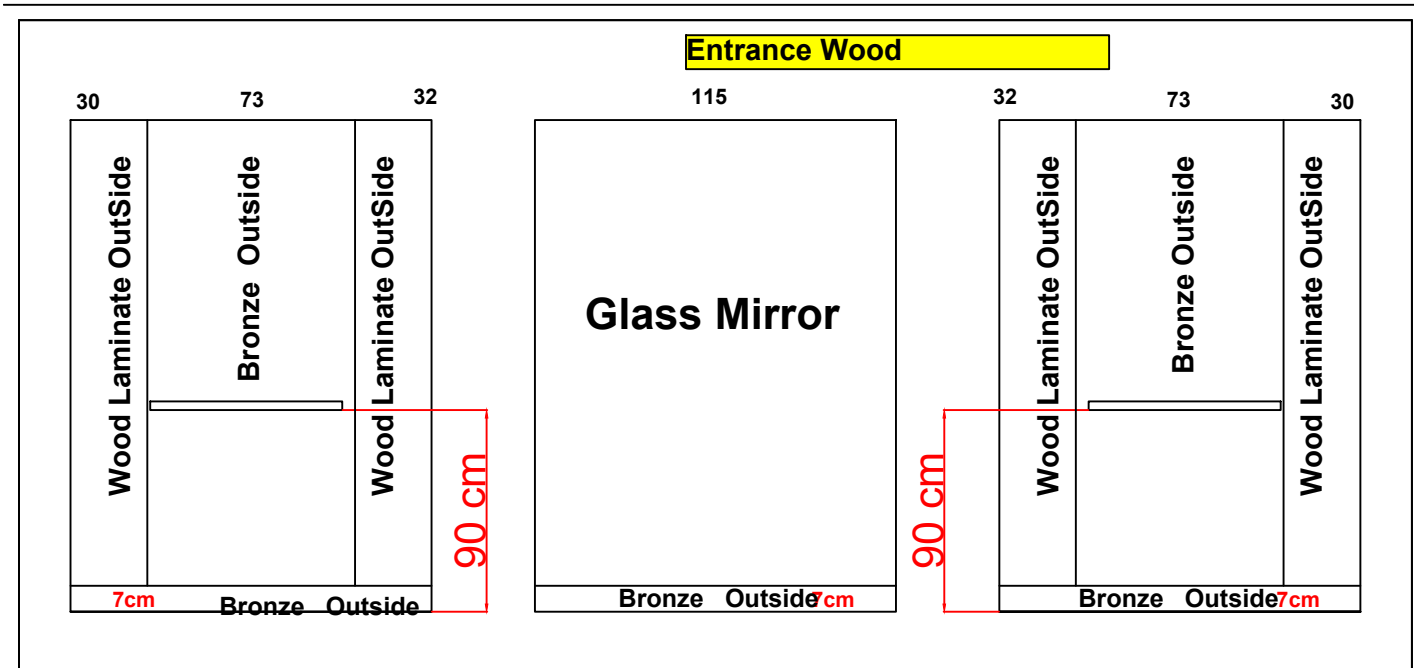 Entrance Wood
30 73 32 115 32 73 30
Wood Laminate OutSide
Bronze Outside
Wood Laminate OutSide
90 cm
Glass Mirror
90 cm
Wood Laminate OutSide
Bronze Outside
Wood Laminate OutSide
7cm Bronze Outside
Bronze Outside 7cm
Bronze Outside 7cm